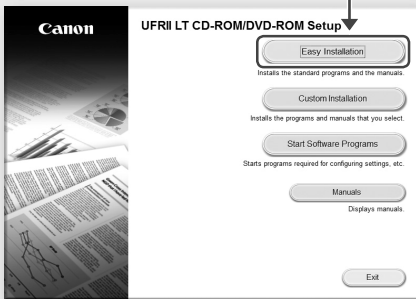 Canon
UFRII LT CD-ROM/DVD-ROM Setup
Easy Installation
Installs the standard programs and the manuals.
Custom Installation
Installs the programs and manuals that you select.
Start Software Programs
Starts programs required for configuring settings, etc.
Manuals
Displays manuals.
Exit